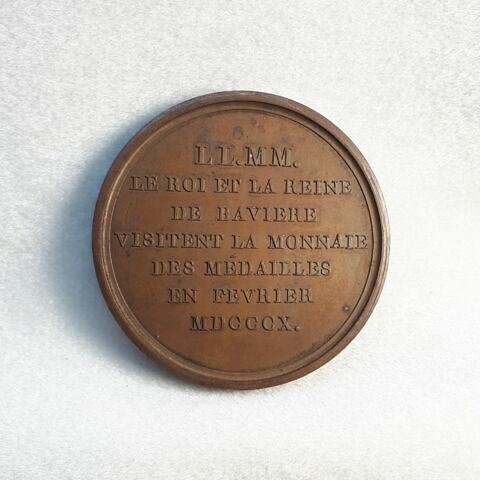 LL.MM.
LE ROI ET LA REINE
DE BAVIERE
VISITENT LA MONNAIE
DES MÉDAILLES
EN FEVRIER
MDCCCX.